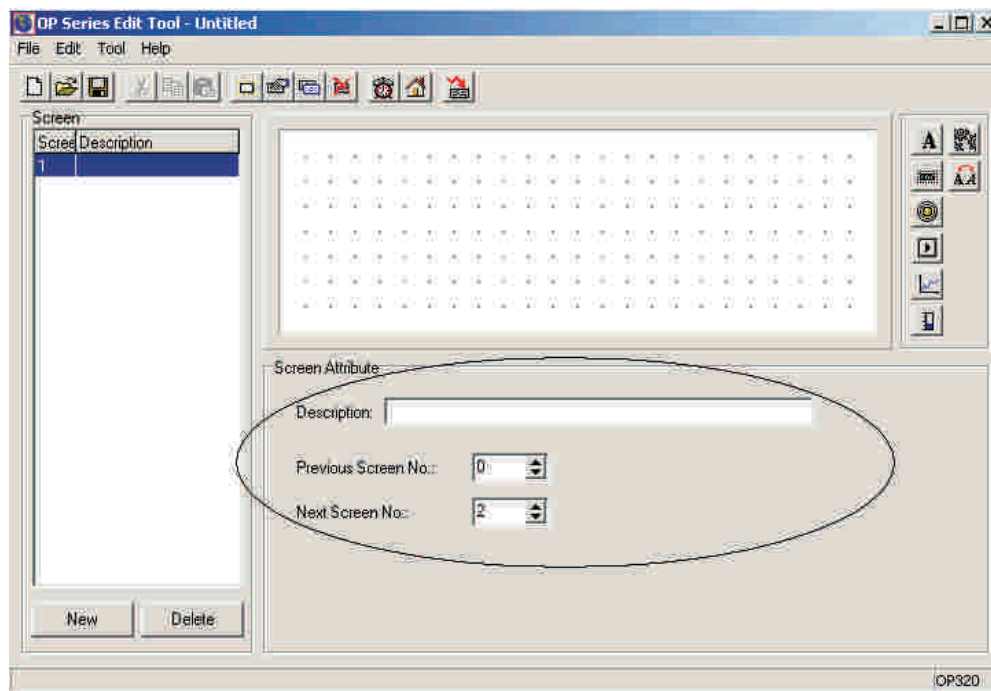 OP Series Edit Tool - Untitled
File Edit Tool Help
Screen
Scree Description
1
A
A A
Screen Attribute
Description:
Previous Screen No.: 0
Next Screen No.: 2
New Delete
OP320